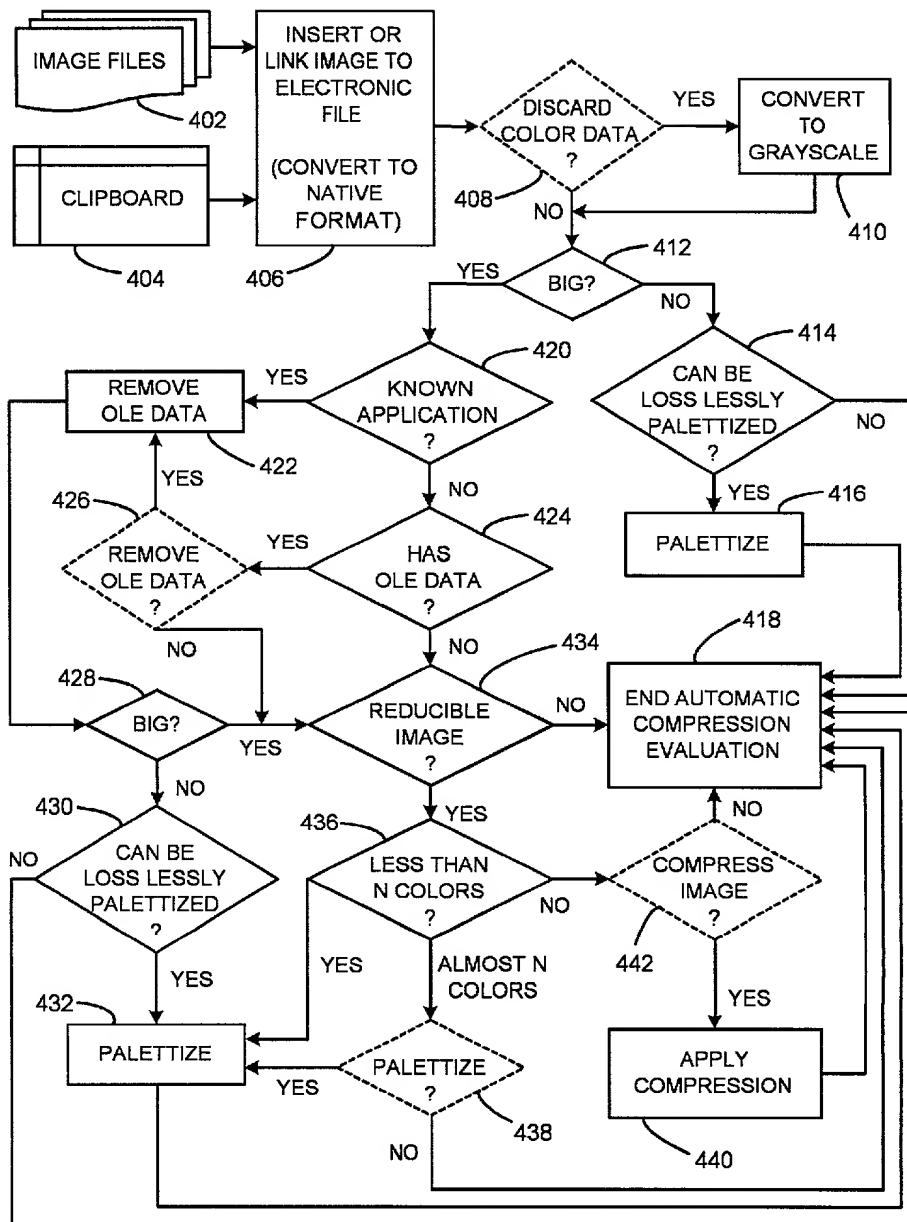 IMAGE FILES
402
CLIPBOARD
404
INSERT OR
LINK IMAGE TO
ELECTRONIC
FILE
(CONVERT TO
NATIVE
FORMAT)
406
DISCARD
COLOR DATA
?
408
YES
NO
CONVERT
TO
GRAYSCALE
410
412
BIG?
YES
NO
414
CAN BE
LOSS LESSLY
PALETTIZED
?
NO
YES
416
PALETTIZE
420
KNOWN
APPLICATION
?
YES
NO
REMOVE
OLE DATA
422
YES
426
REMOVE
OLE DATA
?
NO
424
HAS
OLE DATA
?
YES
NO
418
END AUTOMATIC
COMPRESSION
EVALUATION
428
BIG?
YES
NO
434
REDUCIBLE
IMAGE
?
NO
YES
430
CAN BE
LOSS LESSLY
PALETTIZED
?
NO
YES
436
LESS THAN
N COLORS
?
NO
YES
ALMOST N
COLORS
NO
COMPRESS
IMAGE
?
442
YES
432
PALETTIZE
PALETTIZE
?
YES
438
NO
APPLY
COMPRESSION
440